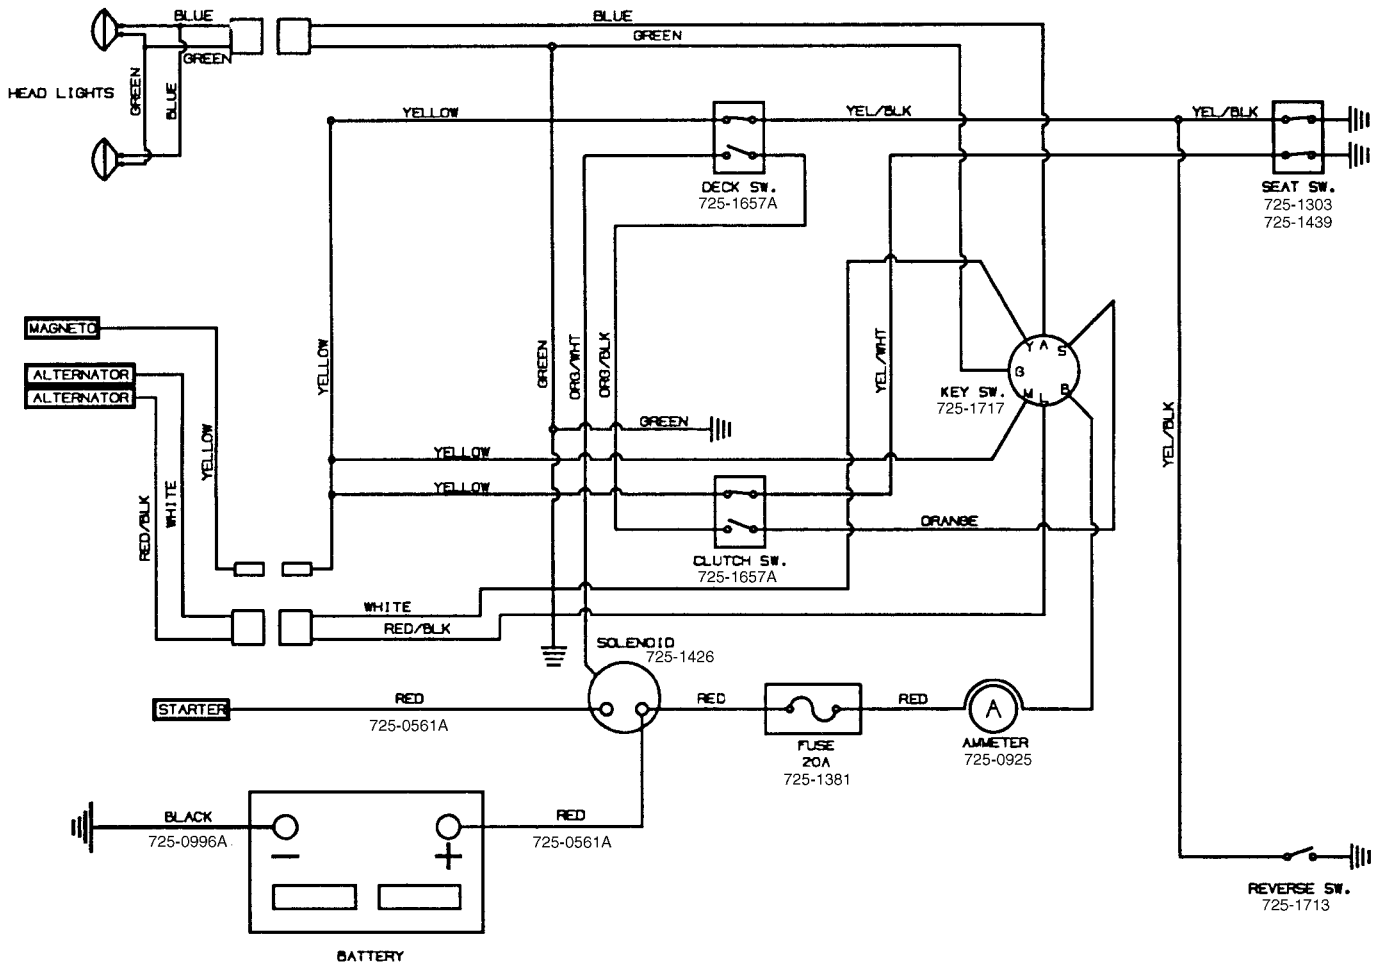 BLUE
BLUE
GREEN
GREEN
HEAD LIGHTS
GREEN
BLUE
YELLOW
YEL/BLK
YEL/BLK
DECK SW.
725-1657A
SEAT SW.
725-1303
725-1439
MAGNETO
ALTERNATOR
ALTERNATOR
YELLOW
GREEN
ORG/WHT
ORG/BLK
YEL/WHT
Y A S
G B
M L
KEY SW.
725-1717
GREEN
YEL/BLK
YELLOW
YELLOW
YELLOW
RED/BLK
WHITE
ORANGE
CLUTCH SW.
725-1657A
WHITE
RED/BLK
SOLENOID
725-1426
STARTER
RED
725-0561A
RED
RED
A
FUSE
20A
725-1381
AMMETER
725-0925
BLACK
725-0996A
RED
725-0561A
− +
REVERSE SW.
725-1713
BATTERY